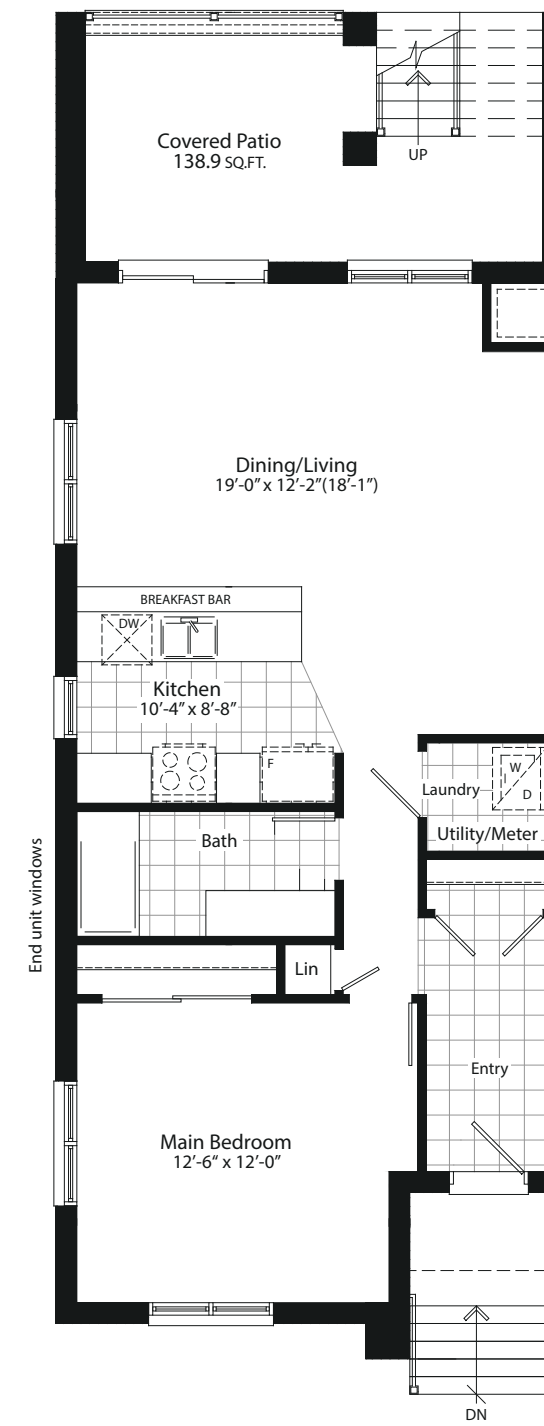 Covered Patio
138.9 SQ.FT.
UP
Dining/Living
19'-0" x 12'-2"(18'-1")
BREAKFAST BAR
DW
Kitchen
10'-4" x 8'-8"
F
W
Laundry
D
Utility/Meter
Bath
End unit windows
Lin
Entry
Main Bedroom
12'-6" x 12'-0"
DN